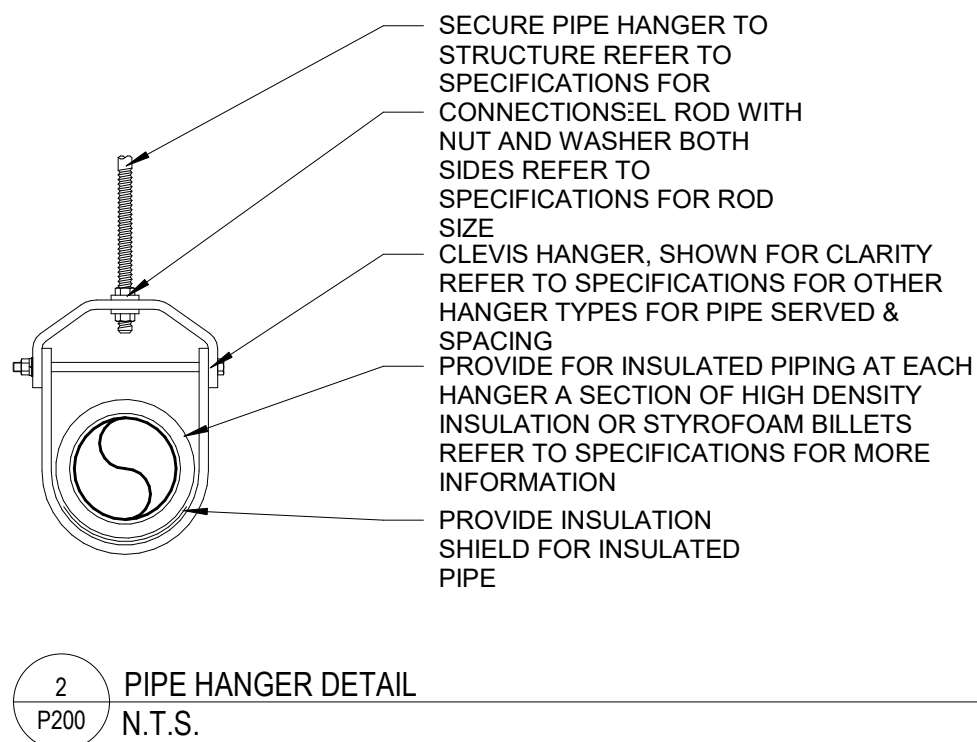 SECURE PIPE HANGER TO
STRUCTURE REFER TO
SPECIFICATIONS FOR
CONNECTIONS
EEL ROD WITH
NUT AND WASHER BOTH
SIDES REFER TO
SPECIFICATIONS FOR ROD
SIZE
CLEVIS HANGER, SHOWN FOR CLARITY
REFER TO SPECIFICATIONS FOR OTHER
HANGER TYPES FOR PIPE SERVED &
SPACING
PROVIDE FOR INSULATED PIPING AT EACH
HANGER A SECTION OF HIGH DENSITY
INSULATION OR STYROFOAM BILLETS
REFER TO SPECIFICATIONS FOR MORE
INFORMATION
PROVIDE INSULATION
SHIELD FOR INSULATED
PIPE
2
P200
PIPE HANGER DETAIL
N.T.S.